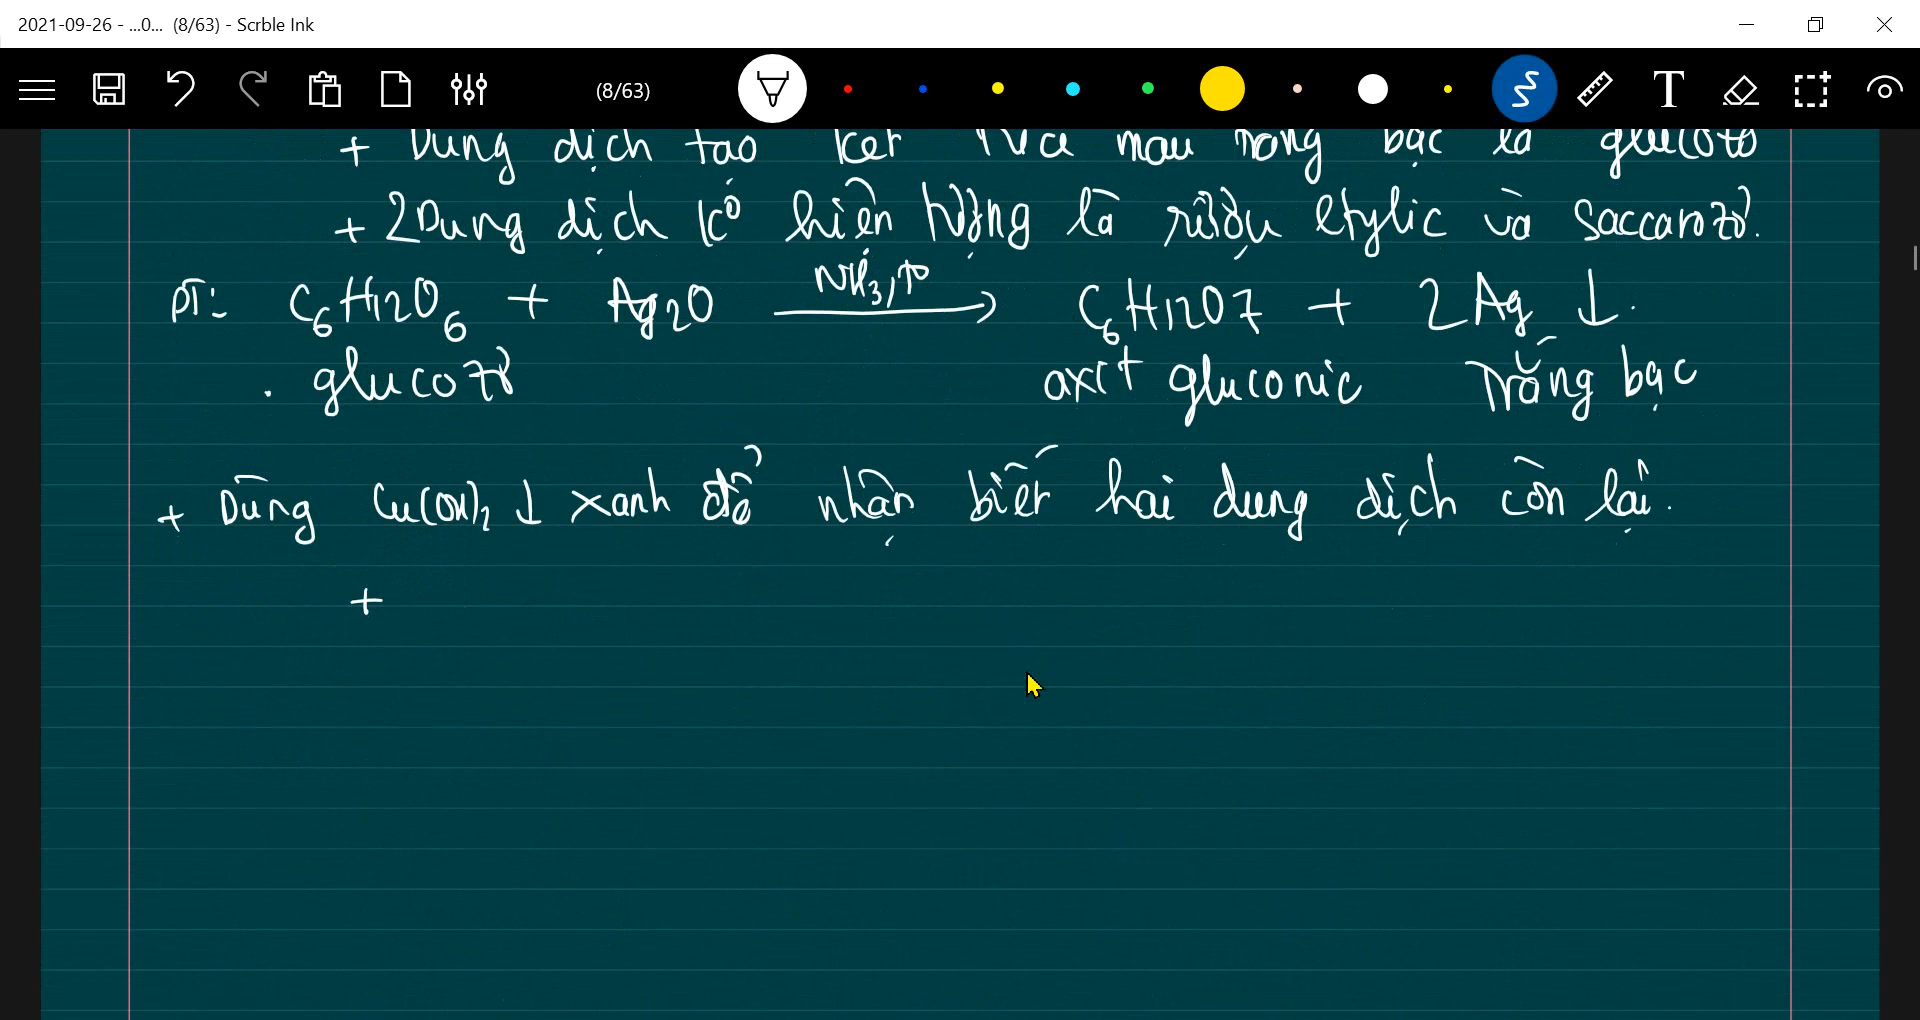 2021-09-26 - ...0... (8/63) - Scrble Ink
(8/63) T
+ Dung dịch tạo kết tủa màu trắng bạc là glucozơ
+ 2 Dung dịch kó hiện tượng là rượu etylic và Saccarozơ.
PT: C6H12O6 + Ag2O NH3, t° → C6H12O7 + 2Ag ↓.
glucozơ axit gluconic Trắng bạc
+ Dùng Cu(OH)2 ↓ xanh để nhận biết hai dung dịch còn lại.
+